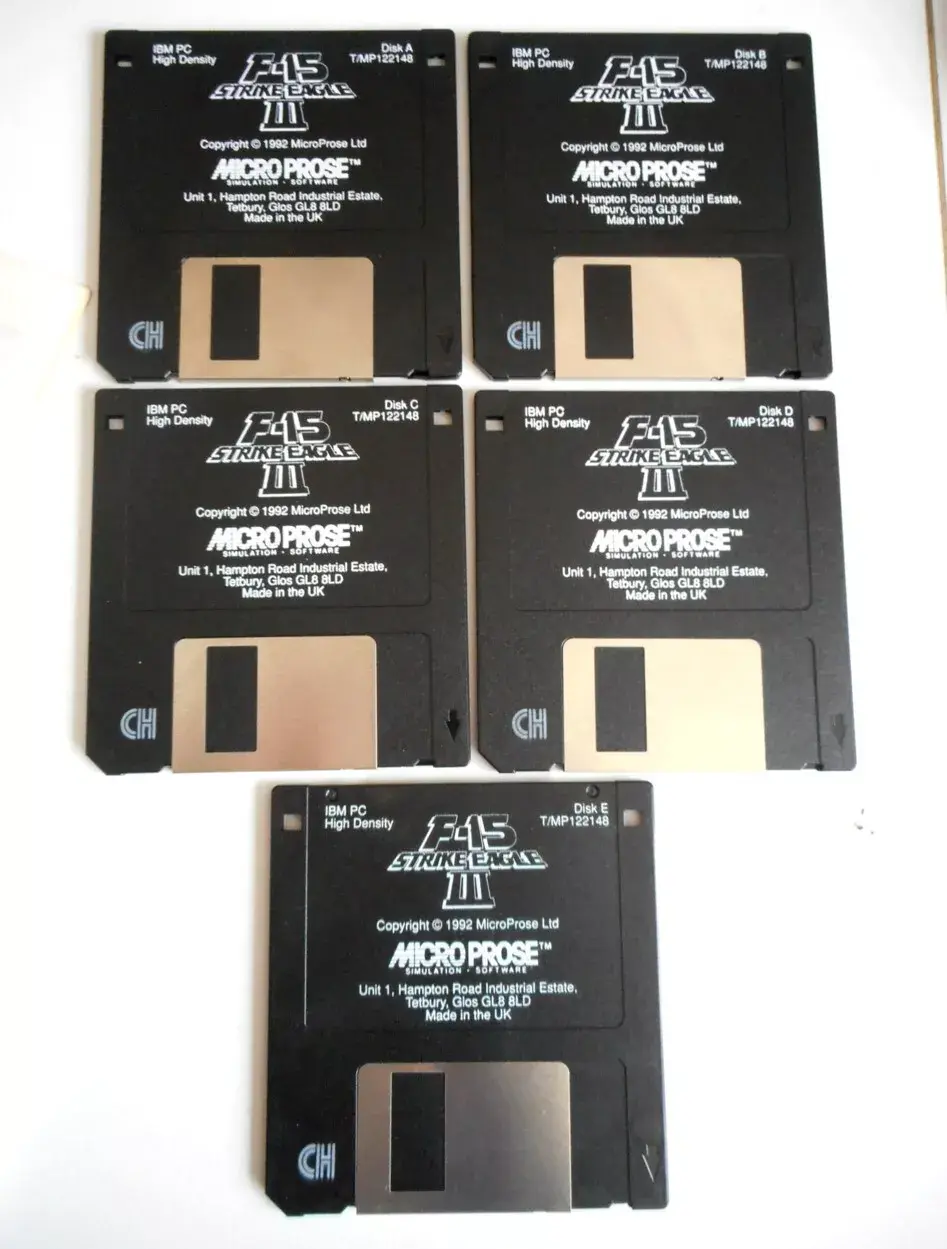 IBM PC
High Density
Disk A
T/MP122148
F-15
STRIKE EAGLE
III
Copyright © 1992 MicroProse Ltd
MICRO PROSE™
SIMULATION • SOFTWARE
Unit 1, Hampton Road Industrial Estate,
Tetbury, Glos GL8 8LD
Made in the UK
CH
IBM PC
High Density
Disk B
T/MP122148
F-15
STRIKE EAGLE
III
Copyright © 1992 MicroProse Ltd
MICRO PROSE™
SIMULATION • SOFTWARE
Unit 1, Hampton Road Industrial Estate,
Tetbury, Glos GL8 8LD
Made in the UK
CH
IBM PC
High Density
Disk C
T/MP122148
F-15
STRIKE EAGLE
III
Copyright © 1992 MicroProse Ltd
MICRO PROSE™
SIMULATION • SOFTWARE
Unit 1, Hampton Road Industrial Estate,
Tetbury, Glos GL8 8LD
Made in the UK
CH
IBM PC
High Density
Disk D
T/MP122148
F-15
STRIKE EAGLE
III
Copyright © 1992 MicroProse Ltd
MICRO PROSE™
SIMULATION • SOFTWARE
Unit 1, Hampton Road Industrial Estate,
Tetbury, Glos GL8 8LD
Made in the UK
CH
IBM PC
High Density
Disk E
T/MP122148
F-15
STRIKE EAGLE
III
Copyright © 1992 MicroProse Ltd
MICRO PROSE™
SIMULATION • SOFTWARE
Unit 1, Hampton Road Industrial Estate,
Tetbury, Glos GL8 8LD
Made in the UK
CH